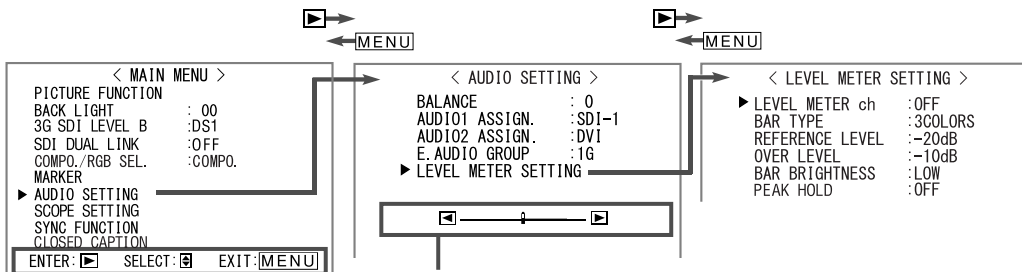 MENU
MENU
< MAIN MENU >
PICTURE FUNCTION
BACK LIGHT : 00
3G SDI LEVEL B :DS1
SDI DUAL LINK :OFF
COMPO./RGB SEL. :COMPO.
MARKER
AUDIO SETTING
SCOPE SETTING
SYNC FUNCTION
CLOSED CAPTION
ENTER: SELECT: EXIT:MENU
< AUDIO SETTING >
BALANCE : 0
AUDIO1 ASSIGN. :SDI-1
AUDIO2 ASSIGN. :DVI
E. AUDIO GROUP :1G
LEVEL METER SETTING
< LEVEL METER SETTING >
LEVEL METER ch :OFF
BAR TYPE :3COLORS
REFERENCE LEVEL :-20dB
OVER LEVEL :-10dB
BAR BRIGHTNESS :LOW
PEAK HOLD :OFF